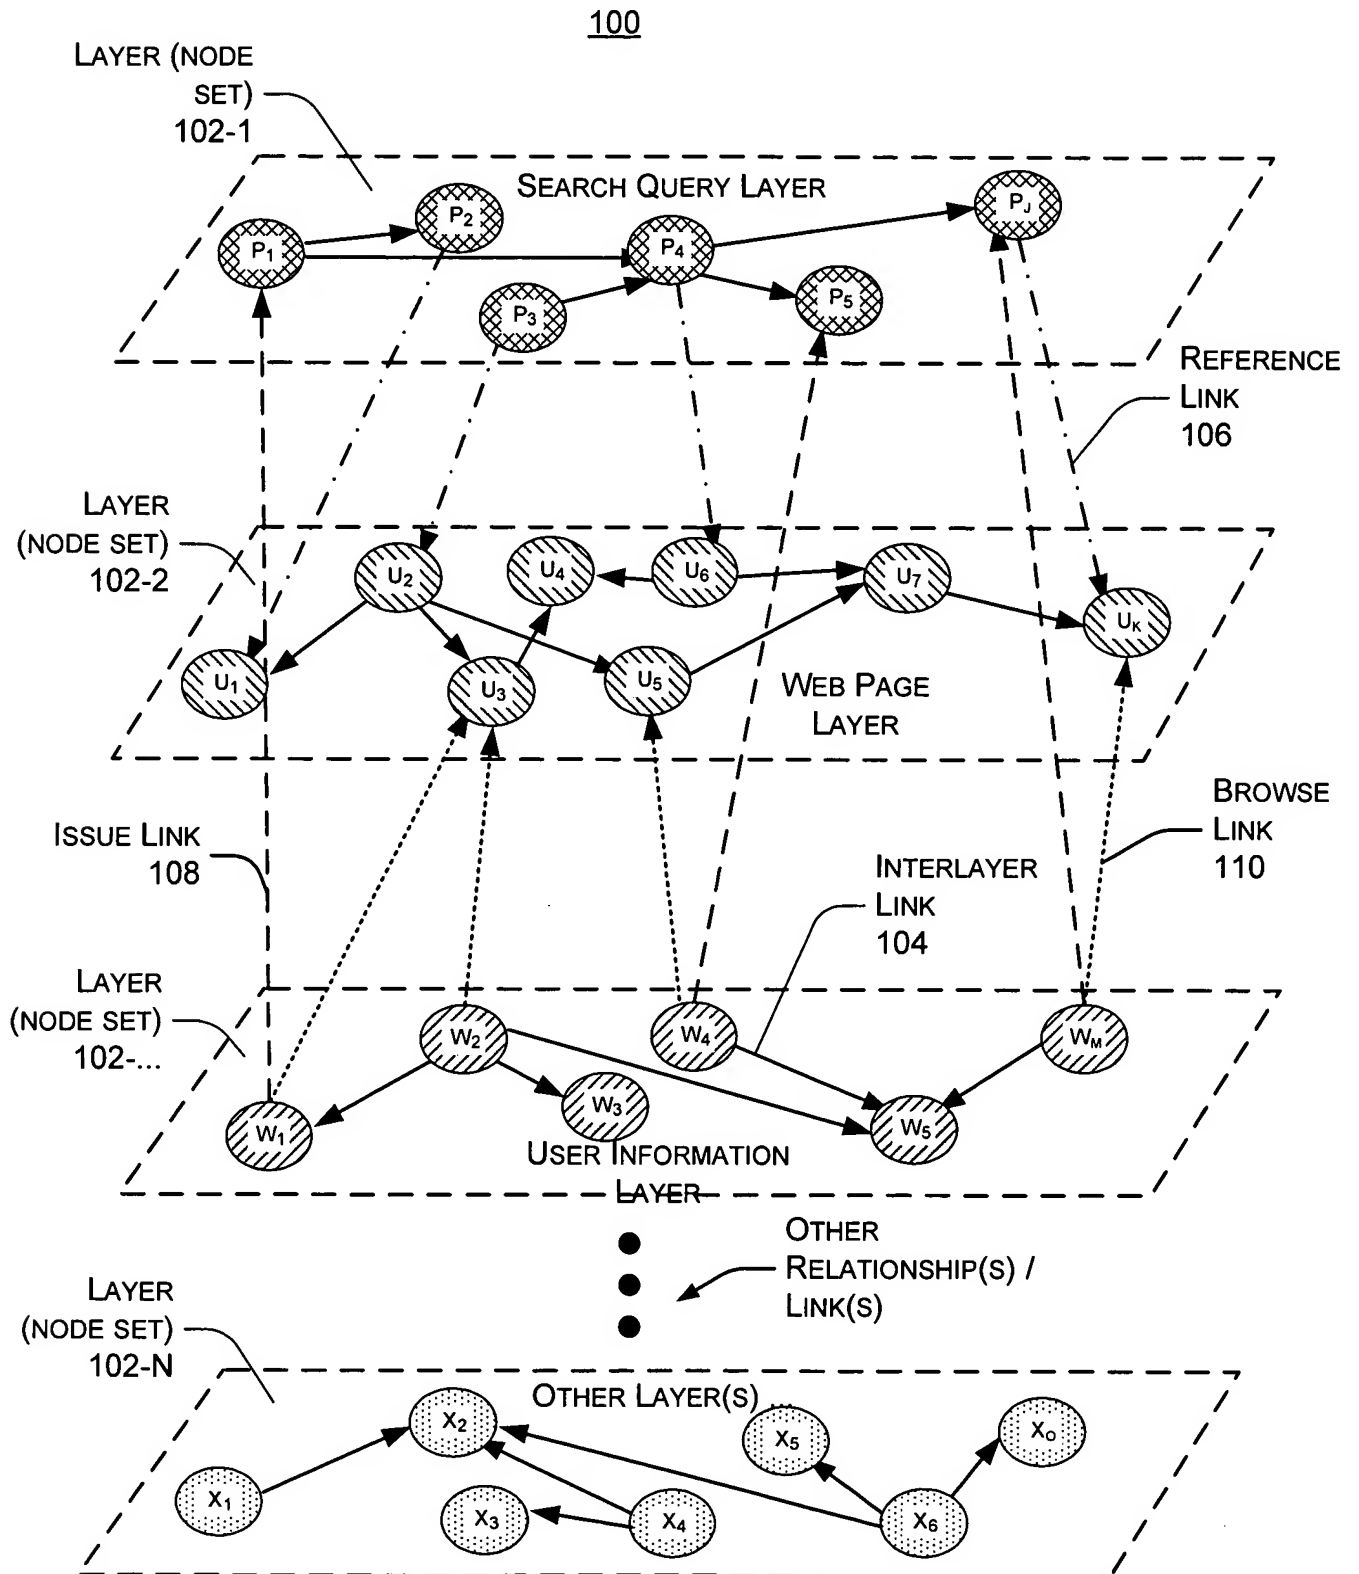 100
LAYER (NODE
SET)
102-1
SEARCH QUERY LAYER
P1
P2
P3
P4
P5
PJ
REFERENCE
LINK
106
LAYER
(NODE SET)
102-2
U1
U2
U3
U4
U5
U6
U7
UK
WEB PAGE
LAYER
ISSUE LINK
108
BROWSE
LINK
110
INTERLAYER
LINK
104
LAYER
(NODE SET)
102-...
W1
W2
W3
W4
W5
WM
USER INFORMATION
LAYER
OTHER
RELATIONSHIP(S) /
LINK(S)
LAYER
(NODE SET)
102-N
OTHER LAYER(S) ...
X1
X2
X3
X4
X5
X6
XO